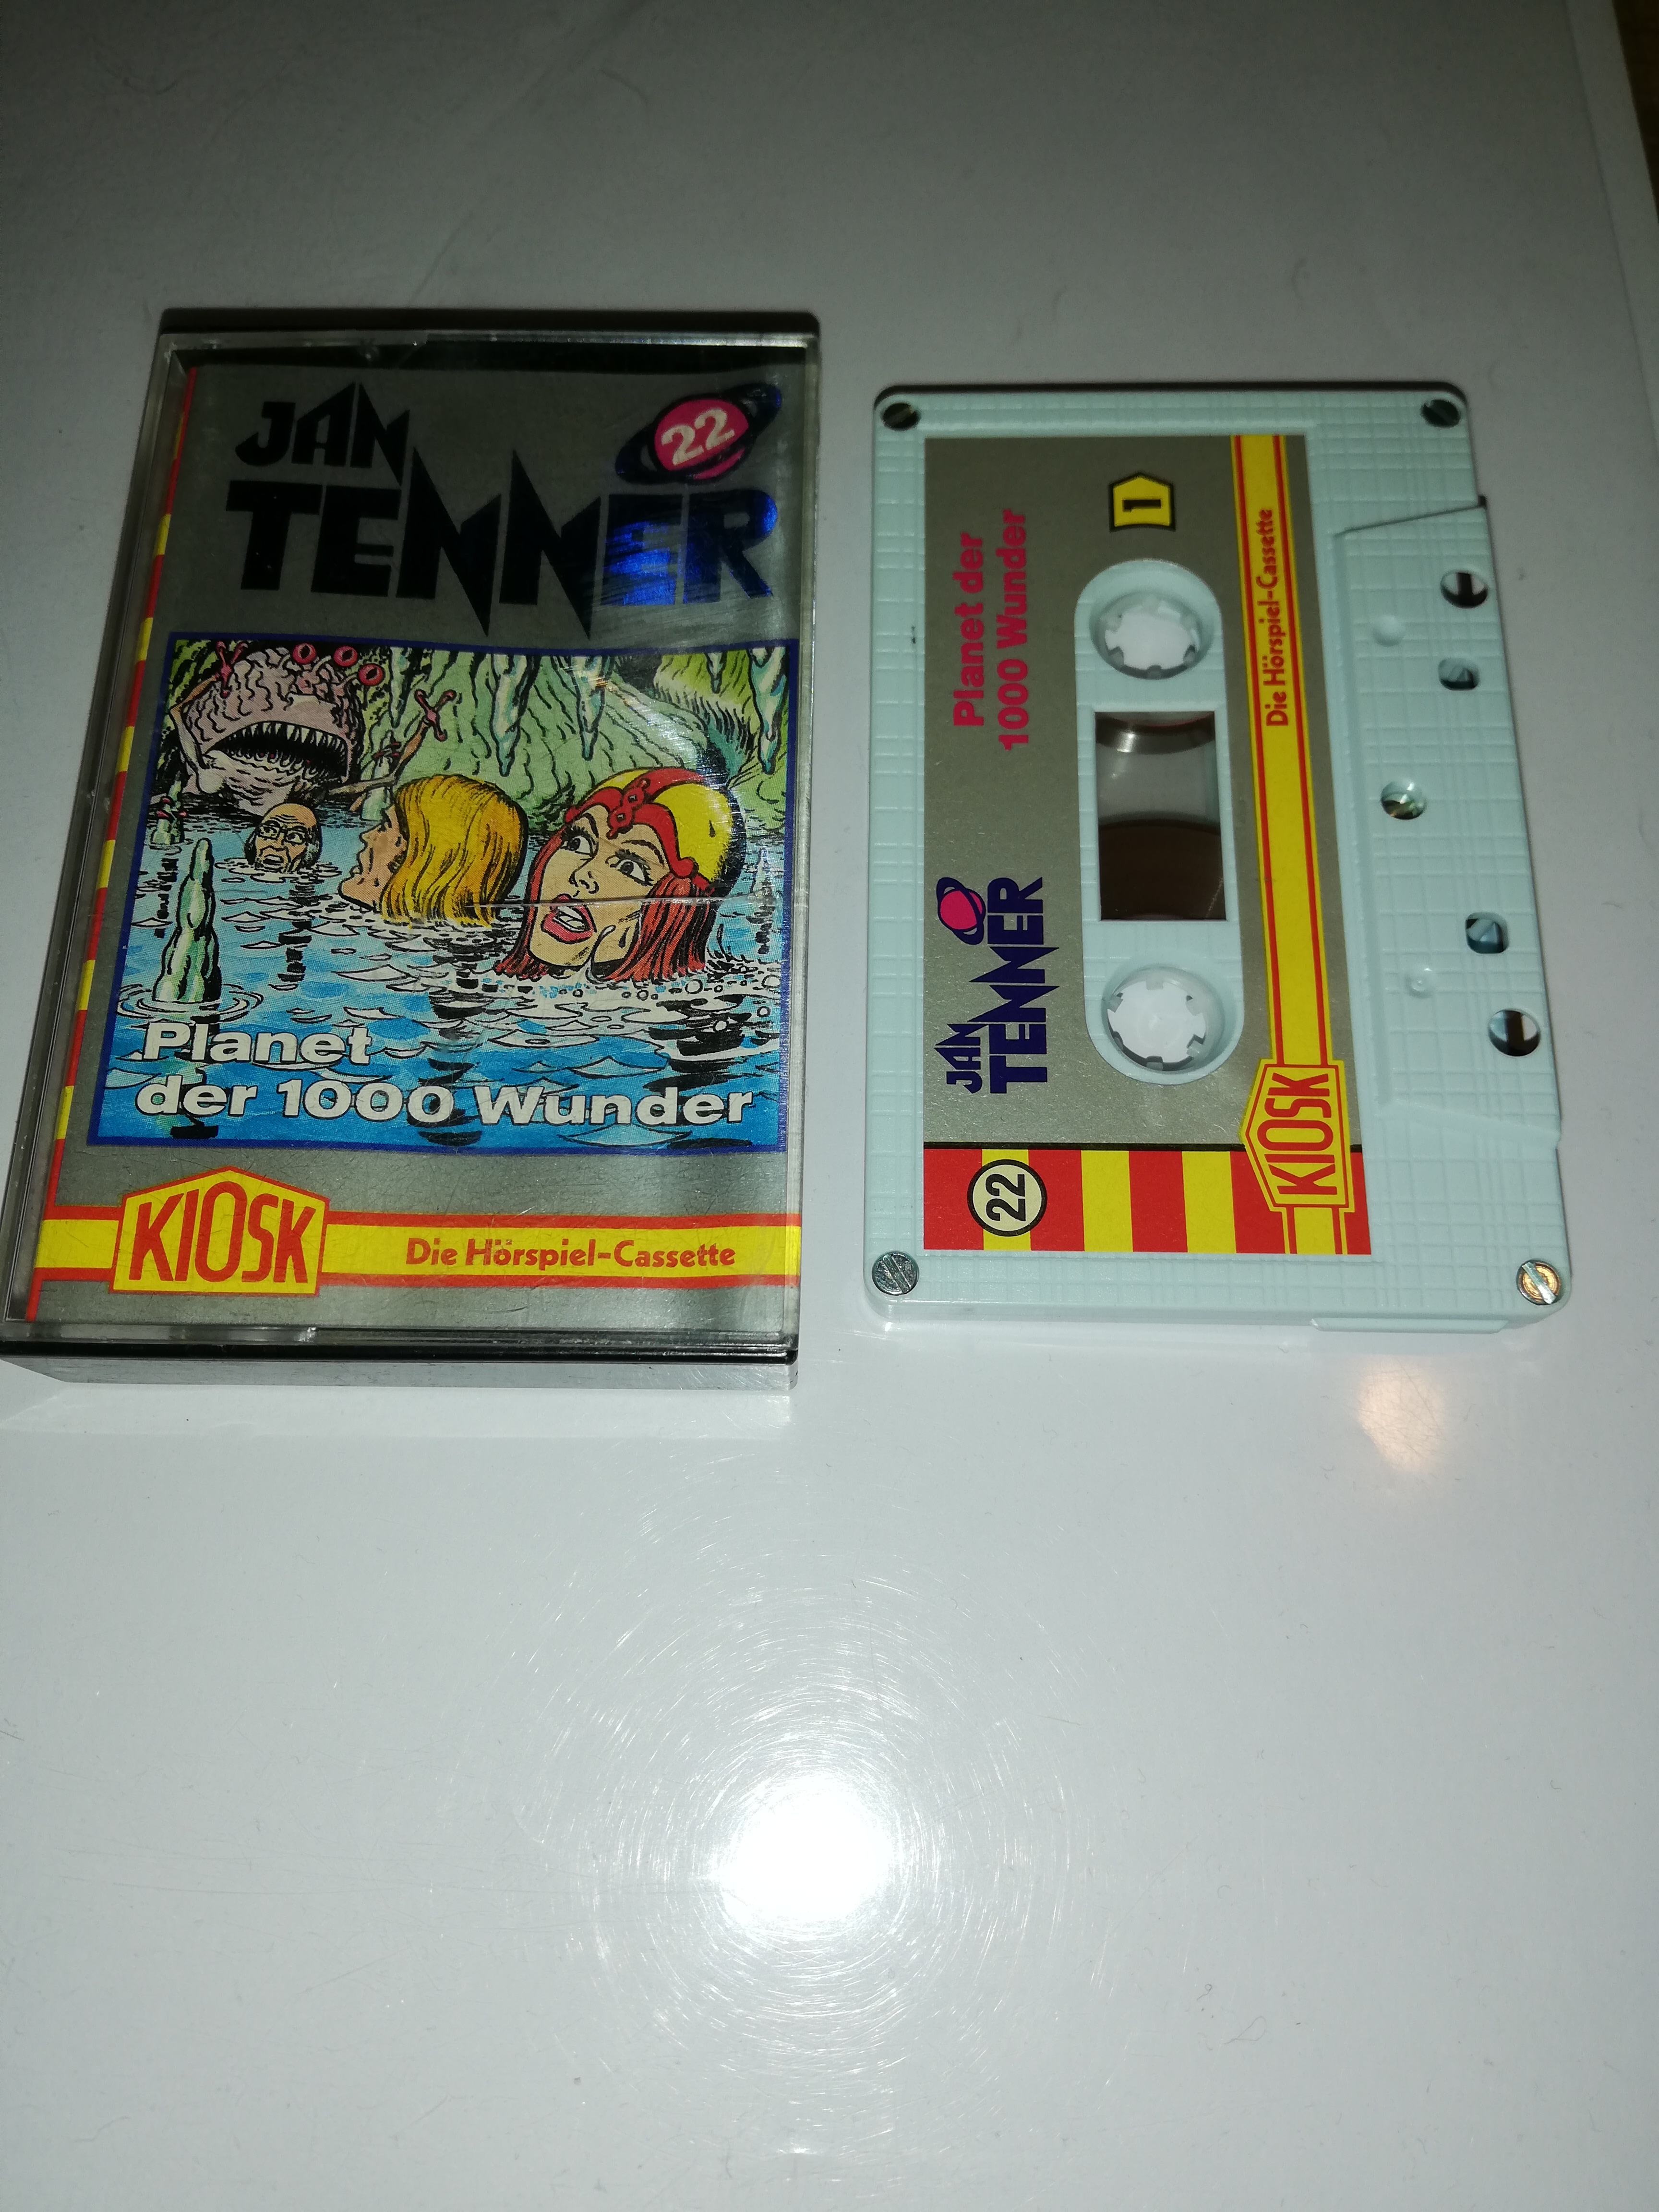 JAN
TENNER
22
Planet
der 1000 Wunder
KIOSK
Die Hörspiel-Cassette
JAN
TENNER
Planet der
1000 Wunder
1
22
KIOSK
Die Hörspiel-Cassette